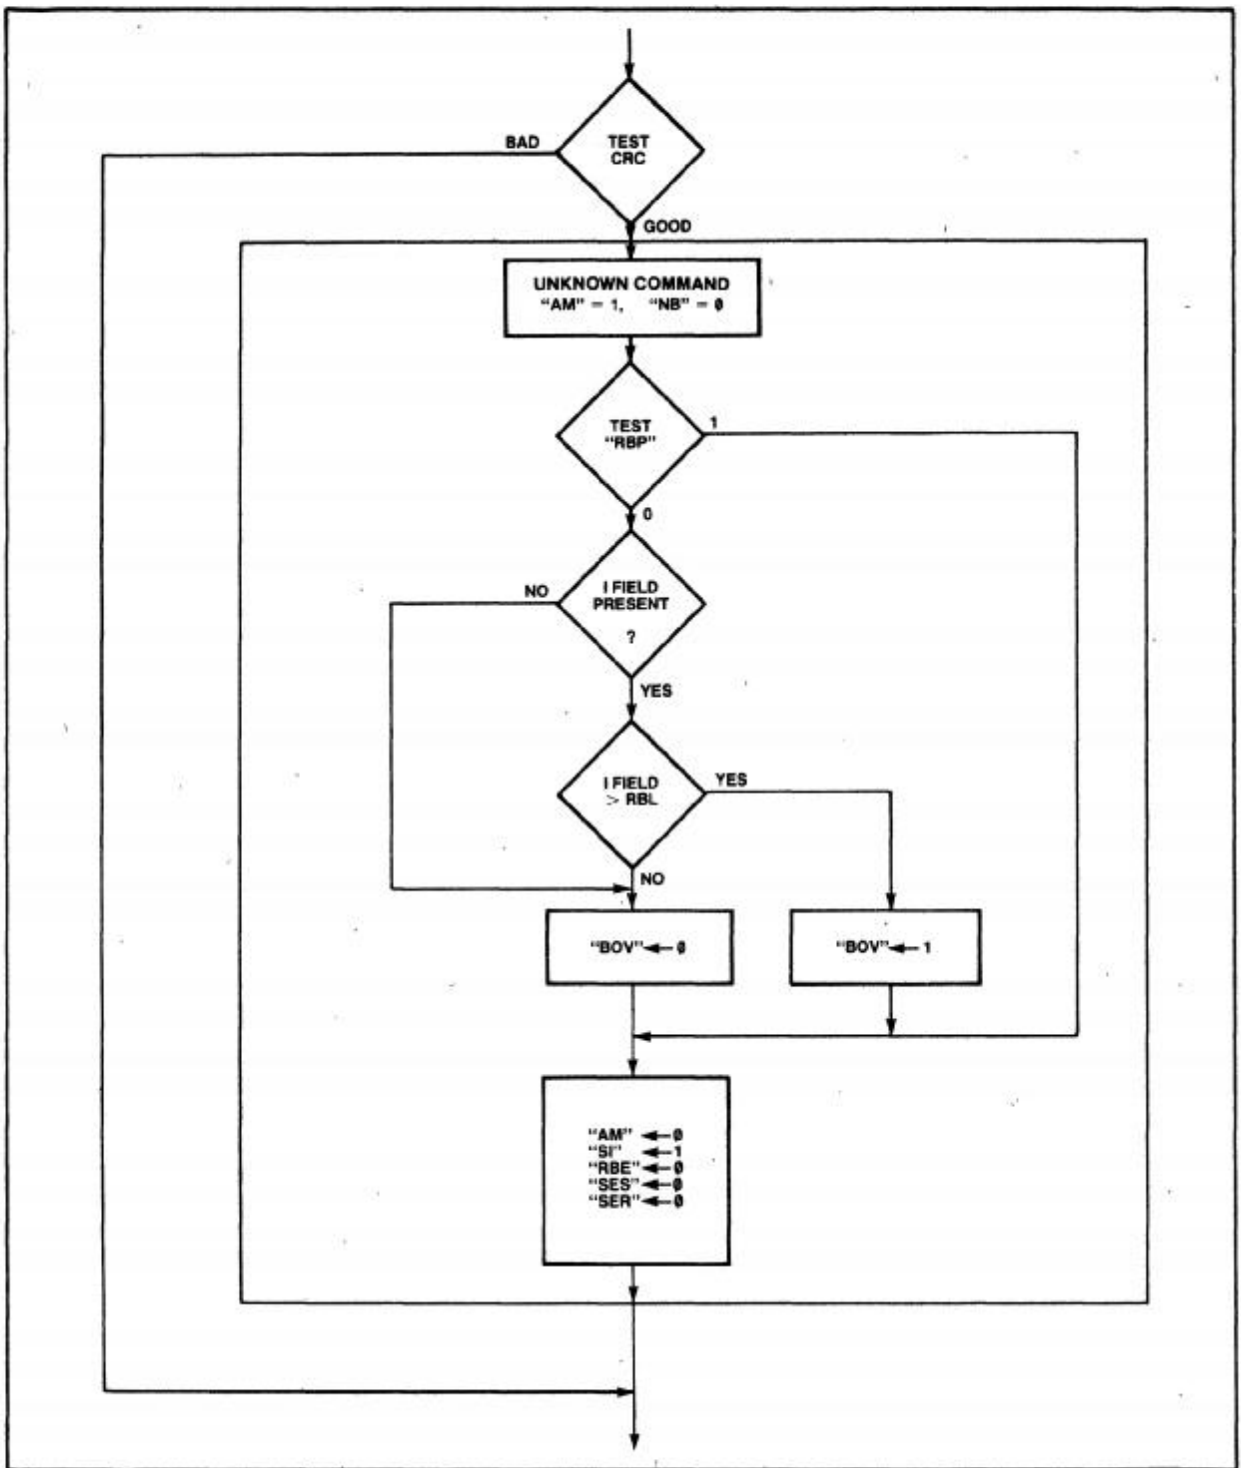 TEST
CRC
BAD
GOOD
UNKNOWN COMMAND
“AM” = 1, “NB” = 0
TEST
“RBP”
1
0
I FIELD
PRESENT
?
NO
YES
I FIELD
> RBL
YES
NO
“BOV” ← 0
“BOV” ← 1
“AM” ← 0
“SI” ← 1
“RBE” ← 0
“SES” ← 0
“SER” ← 0